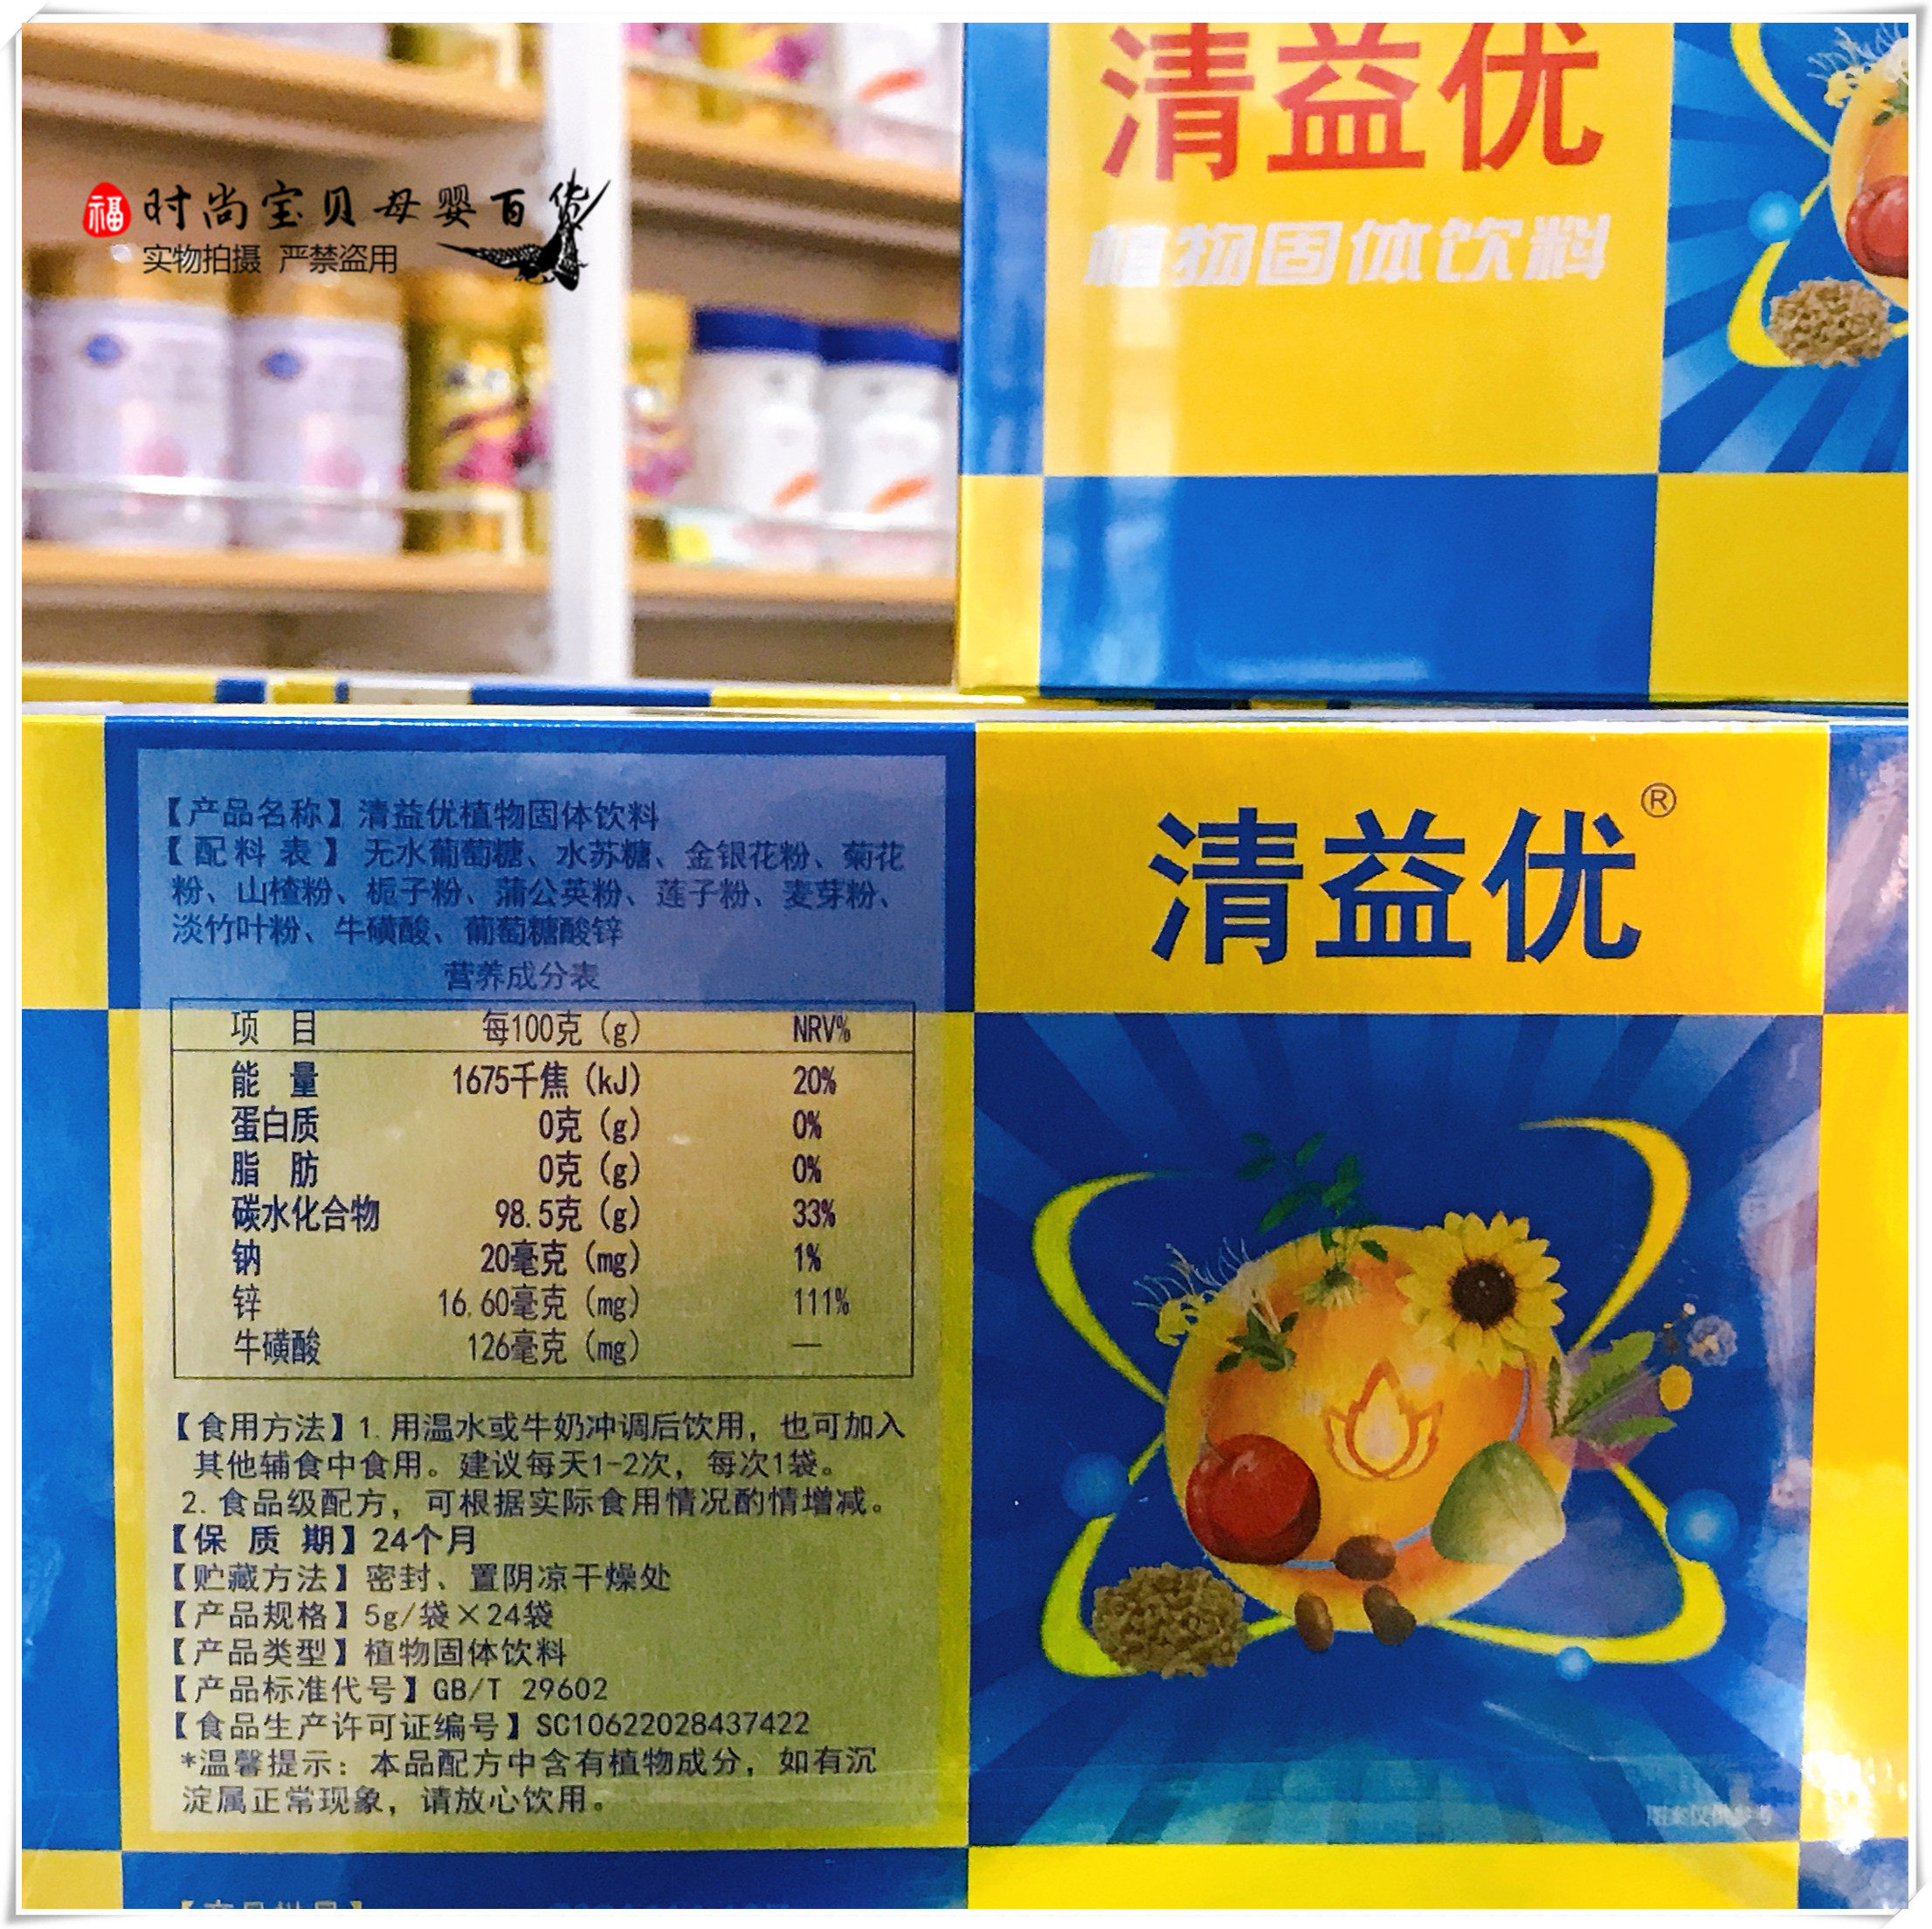 福 时尚宝贝母婴百货
实物拍摄 严禁盗用
清益优
植物固体饮料
【产品名称】清益优植物固体饮料
【配料表】无水葡萄糖、水苏糖、金银花粉、菊花
粉、山楂粉、栀子粉、蒲公英粉、莲子粉、麦芽粉、
淡竹叶粉、牛磺酸、葡萄糖酸锌
营养成分表
项 目 每100克(g) NRV%
能 量 1675千焦(kJ) 20%
蛋白质 0克(g) 0%
脂 肪 0克(g) 0%
碳水化合物 98.5克(g) 33%
钠 20毫克(mg) 1%
锌 16.60毫克(mg) 111%
牛磺酸 126毫克(mg) —
【食用方法】1.用温水或牛奶冲调后饮用，也可加入
其他辅食中食用。建议每天1-2次，每次1袋。
2.食品级配方，可根据实际食用情况酌情增减。
【保 质 期】24个月
【贮藏方法】密封、置阴凉干燥处
【产品规格】5g/袋×24袋
【产品类型】植物固体饮料
【产品标准代号】GB/T 29602
【食品生产许可证编号】SC10622028437422
*温馨提示：本品配方中含有植物成分，如有沉
淀属正常现象，请放心饮用。
清益优®
图案仅供参考